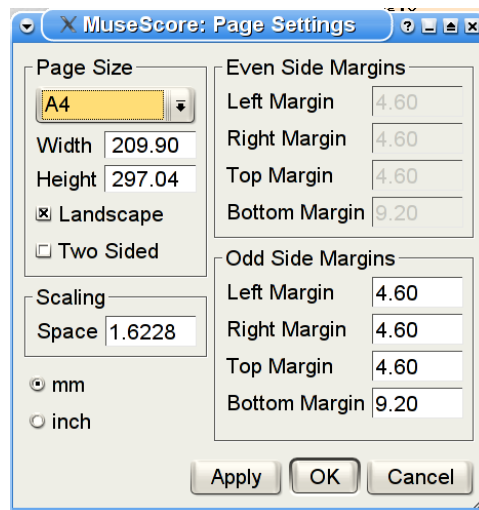 MuseScore: Page Settings
Page Size
A4
Width 209.90
Height 297.04
Landscape
Two Sided
Scaling
Space 1.6228
mm
inch
Even Side Margins
Left Margin 4.60
Right Margin 4.60
Top Margin 4.60
Bottom Margin 9.20
Odd Side Margins
Left Margin 4.60
Right Margin 4.60
Top Margin 4.60
Bottom Margin 9.20
Apply OK Cancel